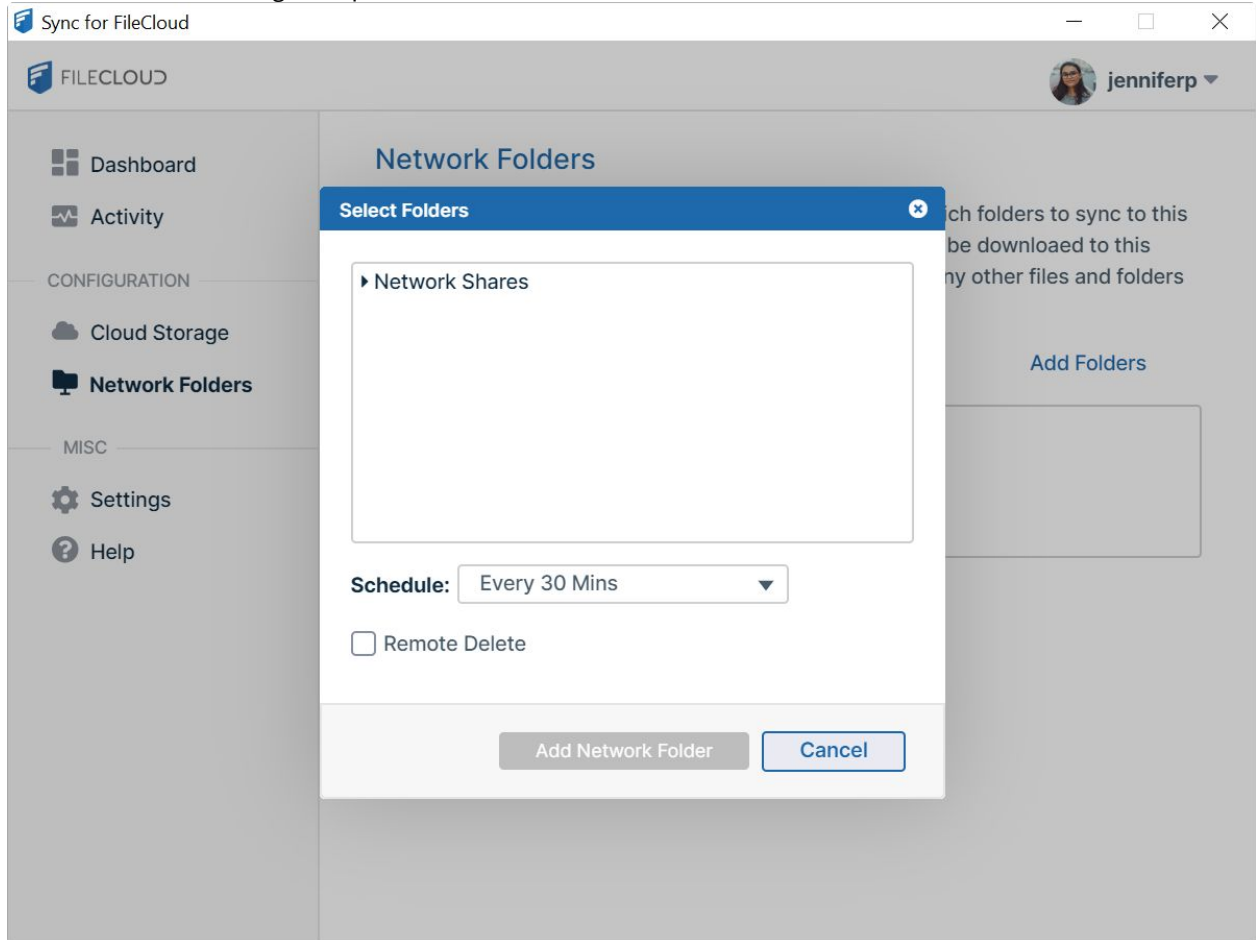 Sync for FileCloud
FILECLOUD
jenniferp
Dashboard
Activity
CONFIGURATION
Cloud Storage
Network Folders
MISC
Settings
Help
Network Folders
ich folders to sync to this
be downloaed to this
ny other files and folders
Add Folders
Select Folders
Network Shares
Schedule: Every 30 Mins
Remote Delete
Add Network Folder Cancel